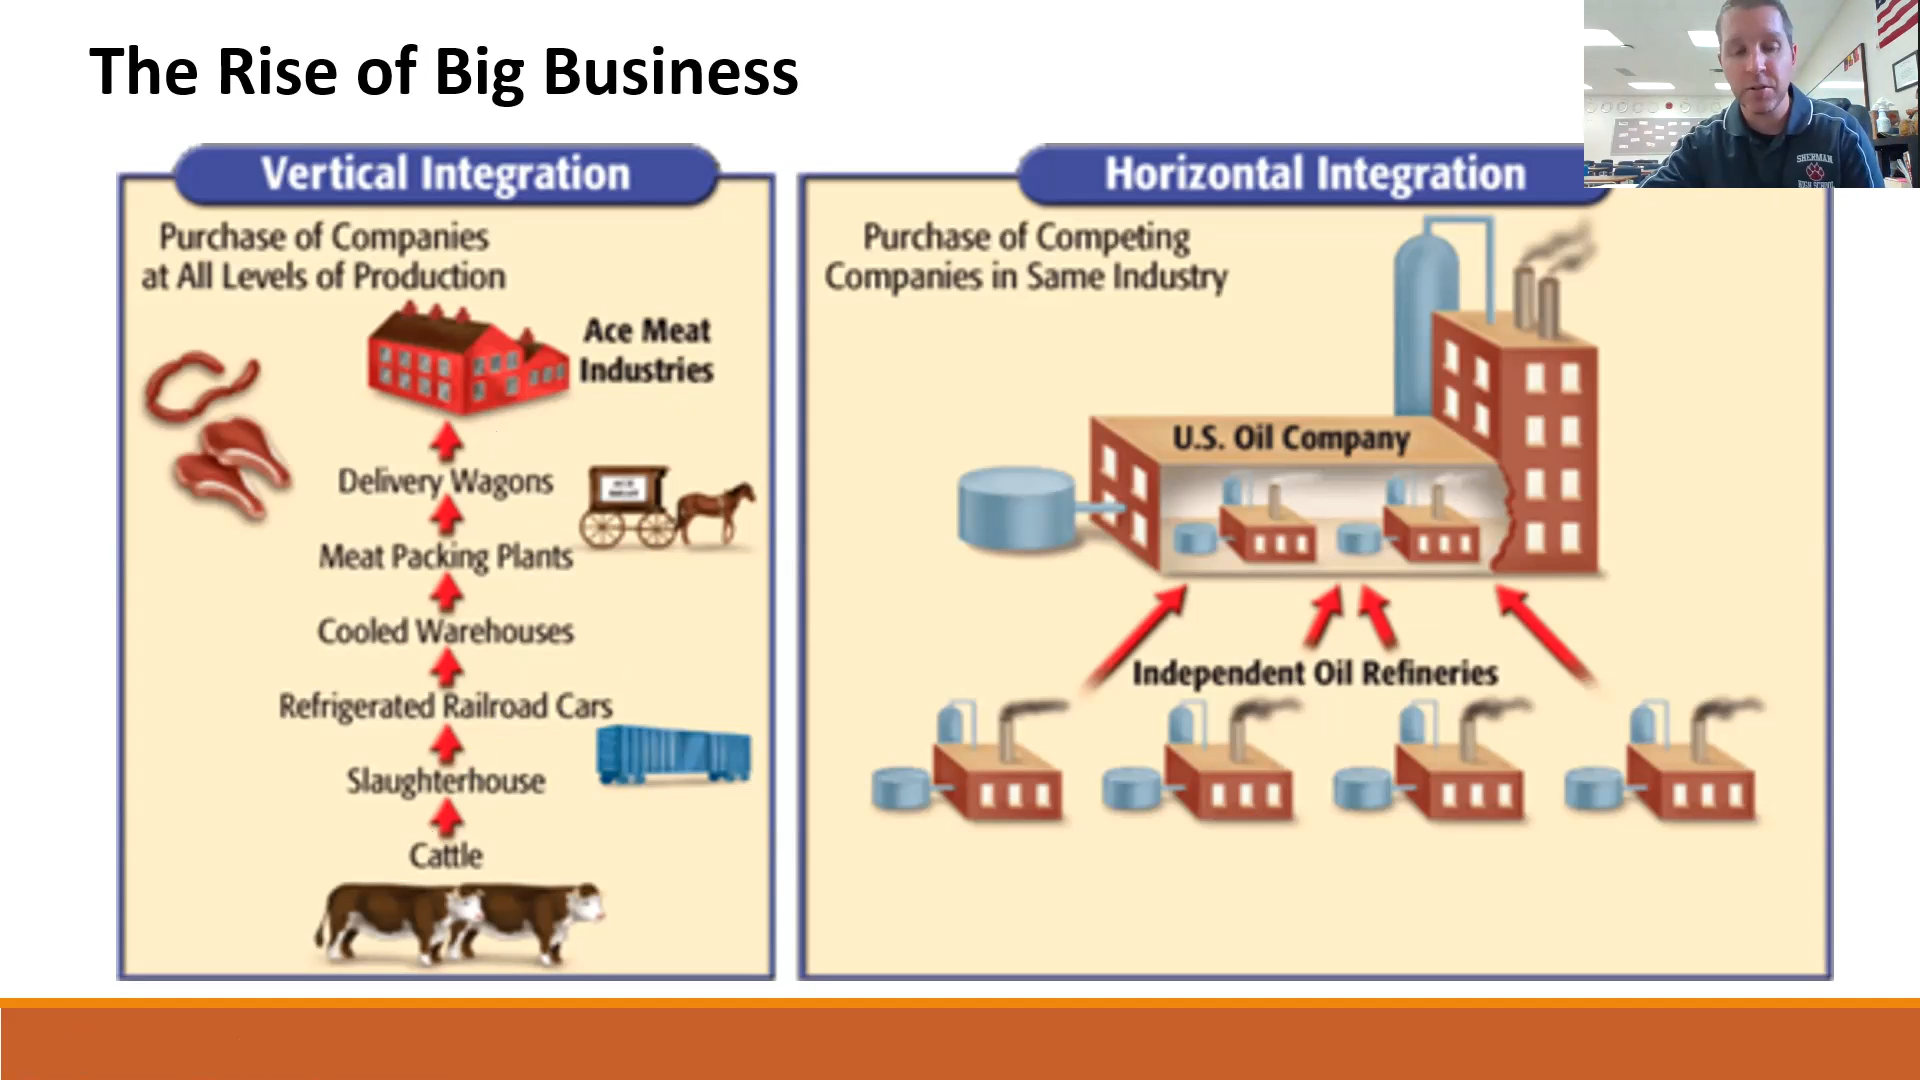 The Rise of Big Business
Vertical Integration
Purchase of Companies
at All Levels of Production
Ace Meat
Industries
Delivery Wagons
Meat Packing Plants
Cooled Warehouses
Refrigerated Railroad Cars
Slaughterhouse
Cattle
Horizontal Integration
Purchase of Competing
Companies in Same Industry
U.S. Oil Company
Independent Oil Refineries
SHERMAN
HIGH SCHOOL